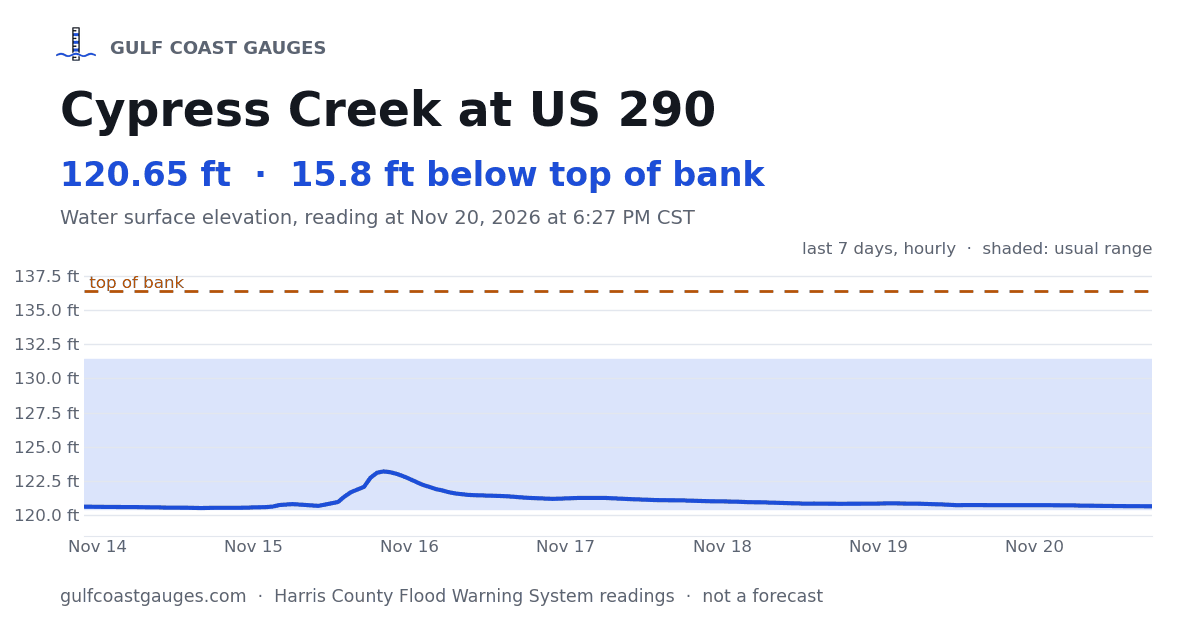 GULF COAST GAUGES
Cypress Creek at US 290
120.65 ft · 15.8 ft below top of bank
Water surface elevation, reading at Nov 20, 2026 at 6:27 PM CST
last 7 days, hourly · shaded: usual range
137.5 ft
top of bank
135.0 ft
132.5 ft
130.0 ft
127.5 ft
125.0 ft
122.5 ft
120.0 ft
Nov 14 Nov 15 Nov 16 Nov 17 Nov 18 Nov 19 Nov 20
gulfcoastgauges.com · Harris County Flood Warning System readings · not a forecast